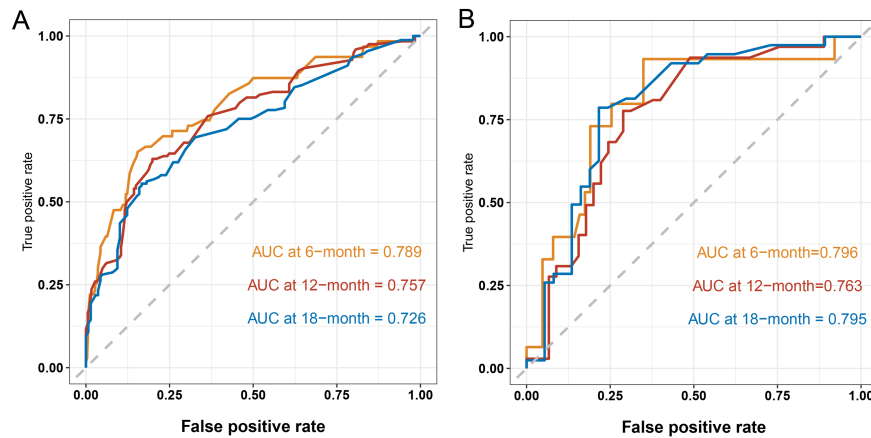 A
True positive rate
1.00
0.75
0.50
0.25
0.00
AUC at 6−month = 0.789
AUC at 12−month = 0.757
AUC at 18−month = 0.726
0.00 0.25 0.50 0.75 1.00
False positive rate
B
True positive rate
1.00
0.75
0.50
0.25
0.00
AUC at 6−month=0.796
AUC at 12−month=0.763
AUC at 18−month = 0.795
0.00 0.25 0.50 0.75 1.00
False positive rate